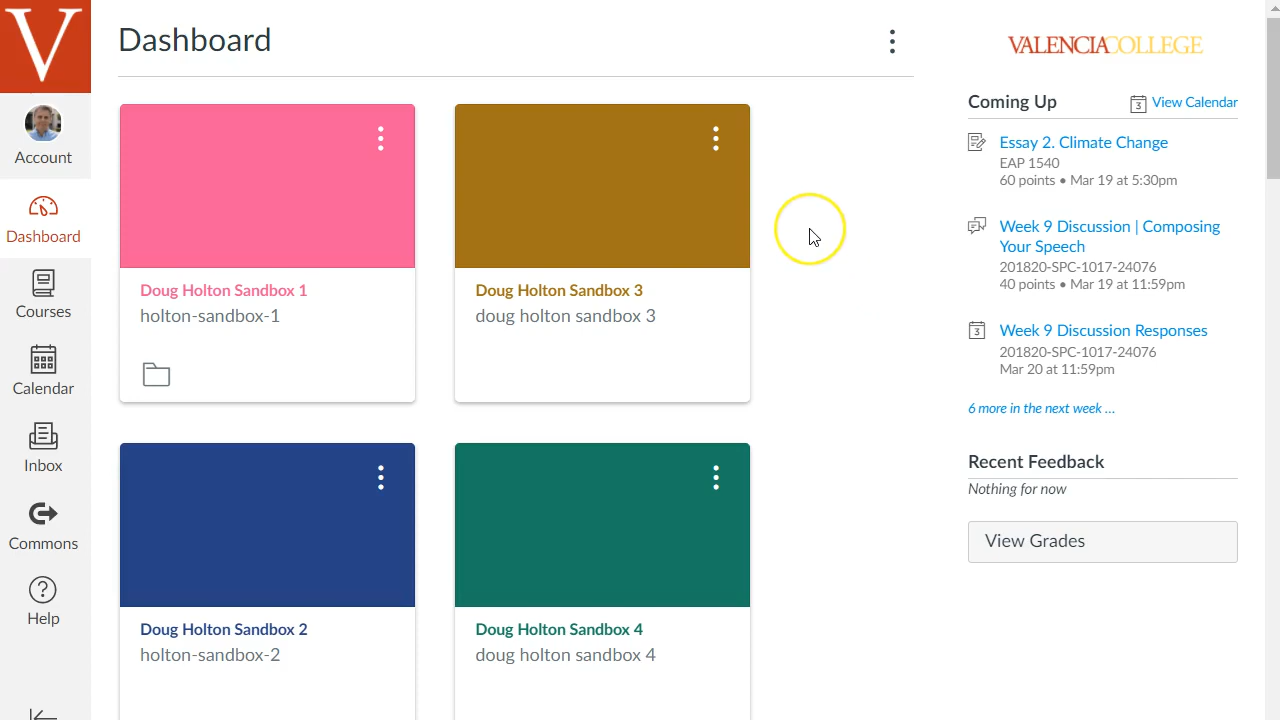 V
Account
Dashboard
Courses
Calendar
Inbox
Commons
Help
Dashboard
Doug Holton Sandbox 1
holton-sandbox-1
Doug Holton Sandbox 3
doug holton sandbox 3
Doug Holton Sandbox 2
holton-sandbox-2
Doug Holton Sandbox 4
doug holton sandbox 4
VALENCIACOLLEGE
Coming Up
3 View Calendar
Essay 2. Climate Change
EAP 1540
60 points • Mar 19 at 5:30pm
Week 9 Discussion | Composing
Your Speech
201820-SPC-1017-24076
40 points • Mar 19 at 11:59pm
3 Week 9 Discussion Responses
201820-SPC-1017-24076
Mar 20 at 11:59pm
6 more in the next week ...
Recent Feedback
Nothing for now
View Grades